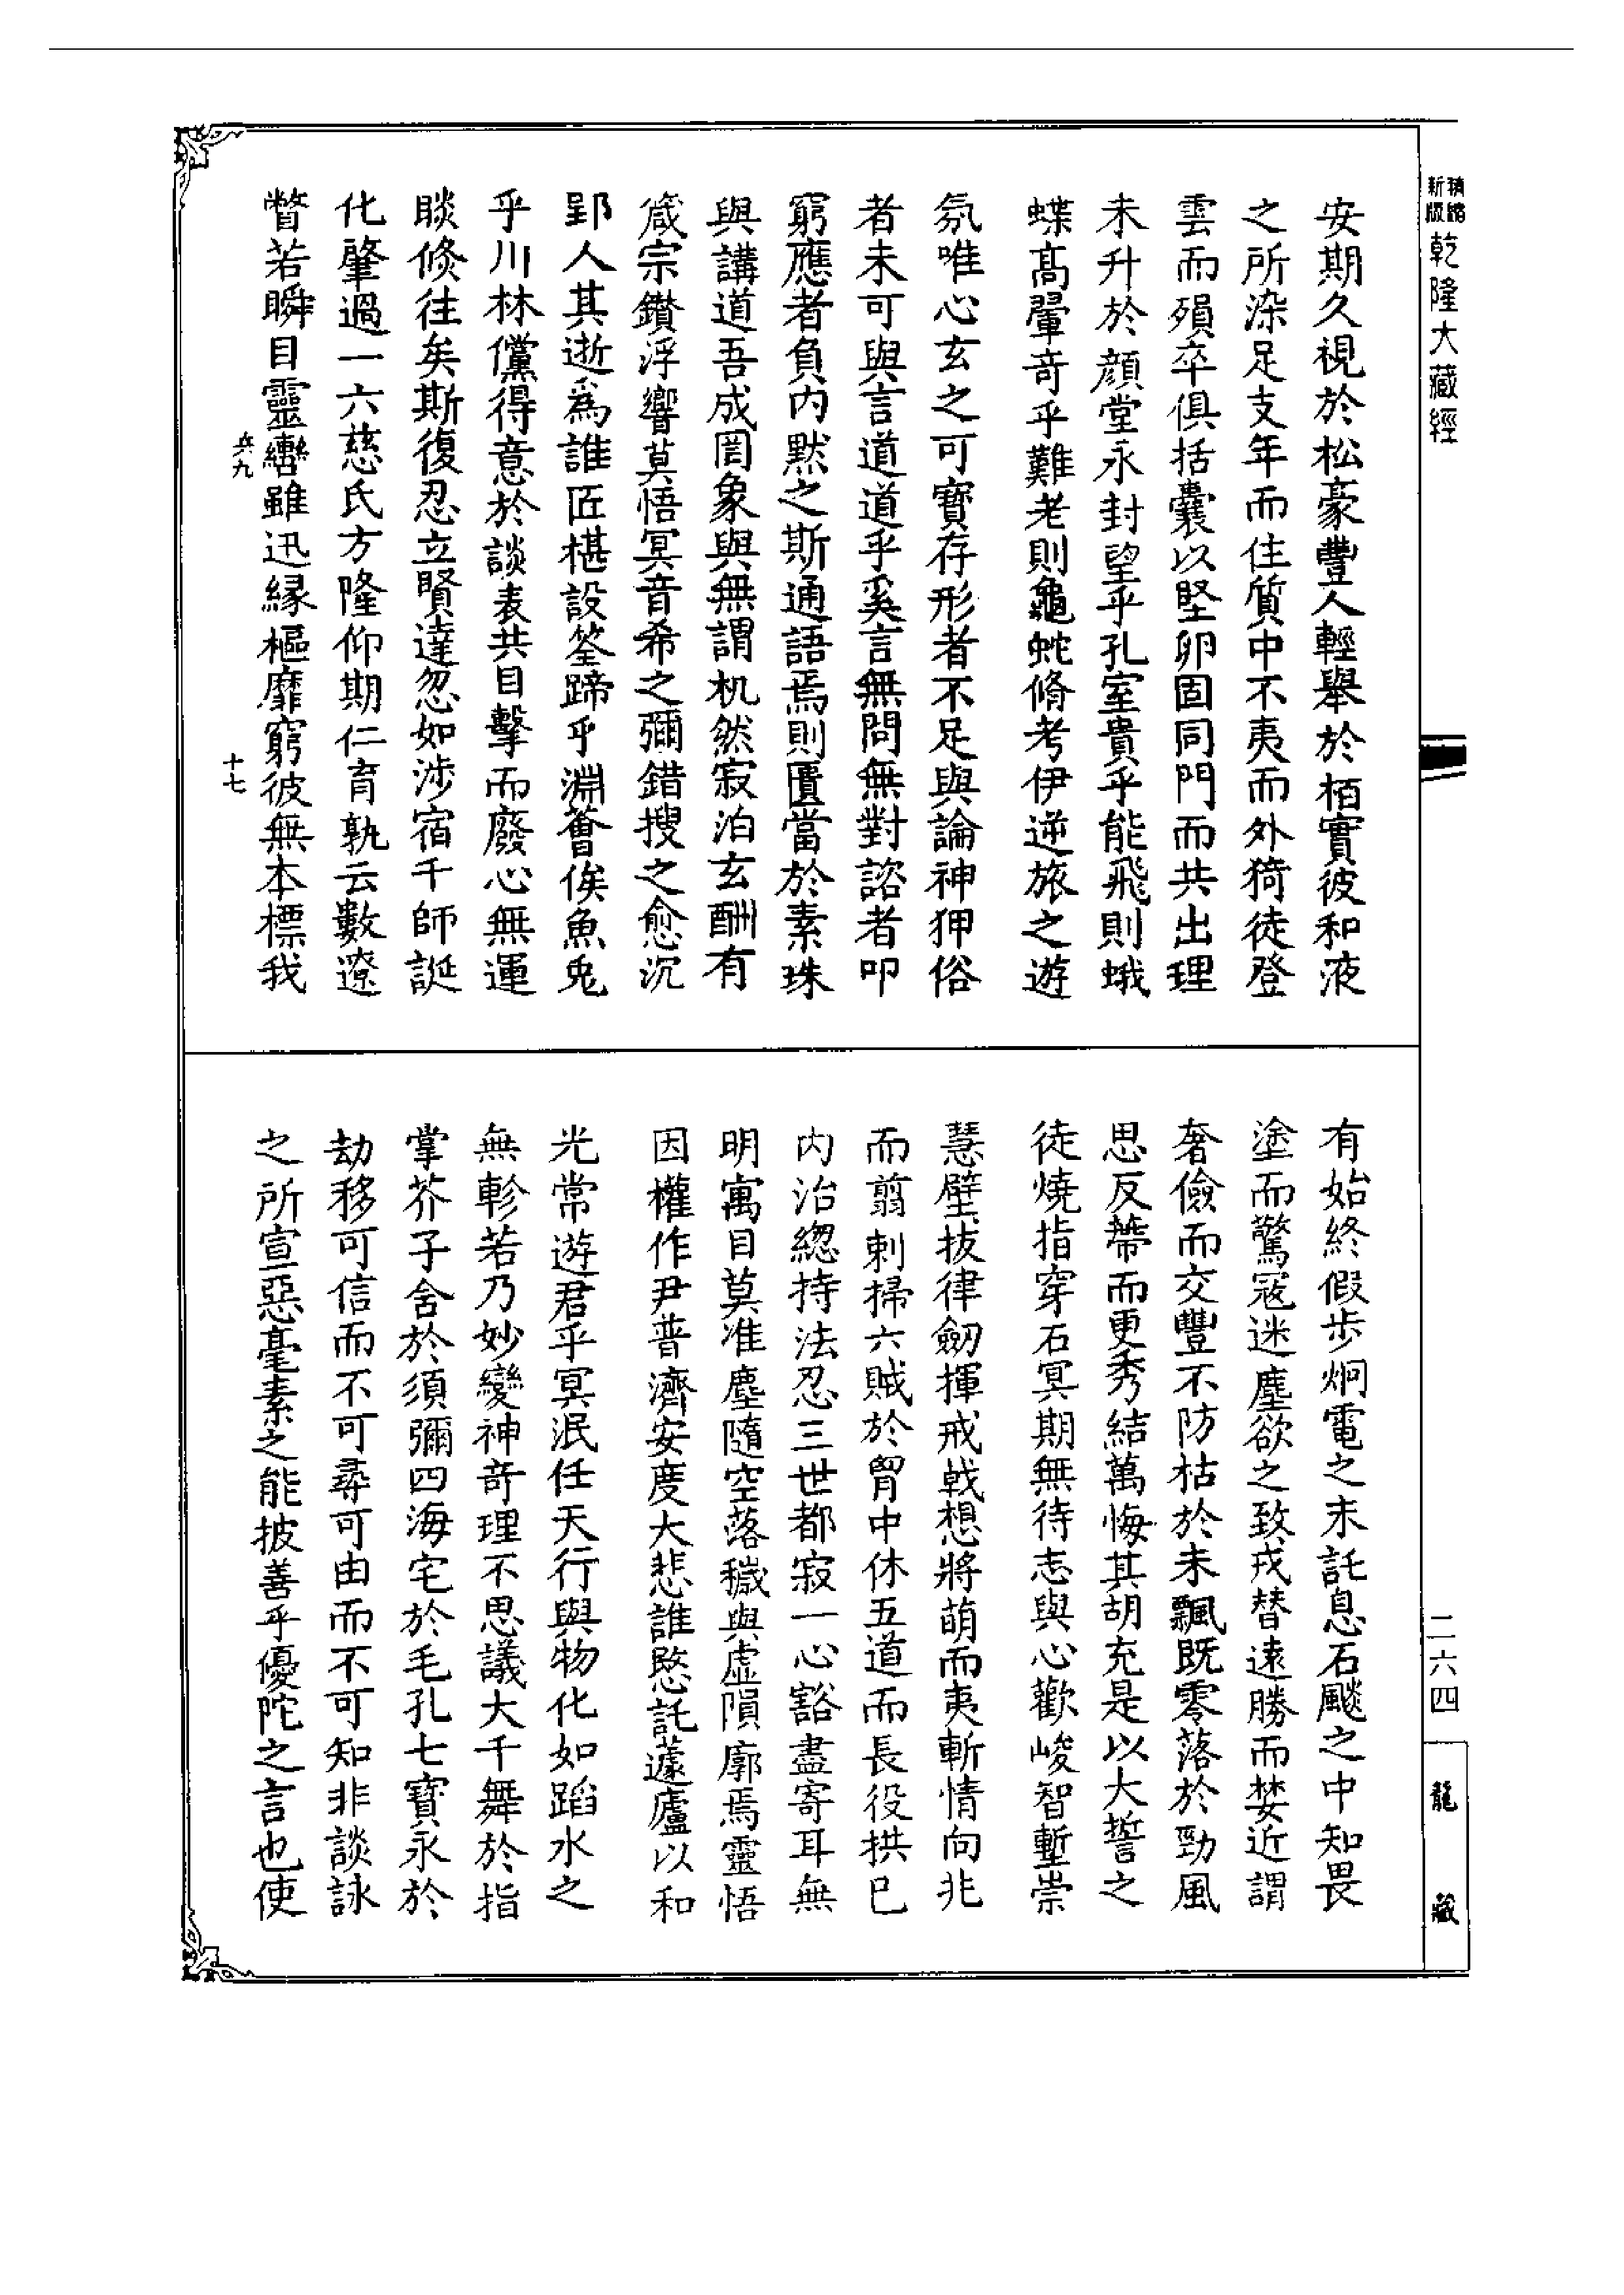 精縮新版乾隆大藏經
安期久視於松豪豐人輕舉於栢實彼和液
之所染足支年而住質中不夷而外猗徒登
雲而殞卒俱括囊以堅卵固同門而共出理
未升於顔堂永封望乎孔室貴乎能飛則蛾
蝶髙翬竒乎難老則龜蛇脩考伊逆旅之遊
氛唯心玄之可寶存形者不足與論神狎俗
者未可與言道道乎奚言無問無對諮者叩
窮應者負内黙之斯通語焉則匱當於素珠
與講道吾成罔象與無謂机然寂泊玄酬有
箴宗鑽浮響莫悟冥音希之彌錯搜之愈沉
郢人其逝爲誰匠椹設筌蹄乎淵薈俟魚兎
乎川林儻得意於談表共目擊而廢心無運
睒倐往矣斯復忍立賢達忽如涉宿千師誕
化肇過一六慈氏方隆仰期仁育孰云數遼
瞥若瞬目靈轡雖迅縁樞靡窮彼無本標我
兵九
十七
有始終假步炯電之末託息石飈之中知畏
塗而驚寇迷塵欲之致戎替遠勝而婪近謂
奢儉而交豐不防枯於未飄既零落於勁風
思反蔕而更秀結萬悔其胡充是以大誓之
徒燒指穿石冥期無待志與心歡峻智塹崇
慧壁拔律劒揮戒戟想將萌而夷斬情向兆
而翦刺掃六賊於胷中休五道而長役拱已
内治緫持法忍三世都寂一心豁盡寄耳無
明寓目莫准塵隨空落穢與虛隕廓焉靈悟
因權作尹普濟安度大悲誰愍託蘧廬以和
光常遊君乎冥泯任天行與物化如蹈水之
無軫若乃妙變神竒理不思議大千舞於指
掌芥子舍於須彌四海宅於毛孔七寶永於
劫移可信而不可尋可由而不可知非談詠
之所宣惡毫素之能披善乎優陀之言也使
二六四
龍藏